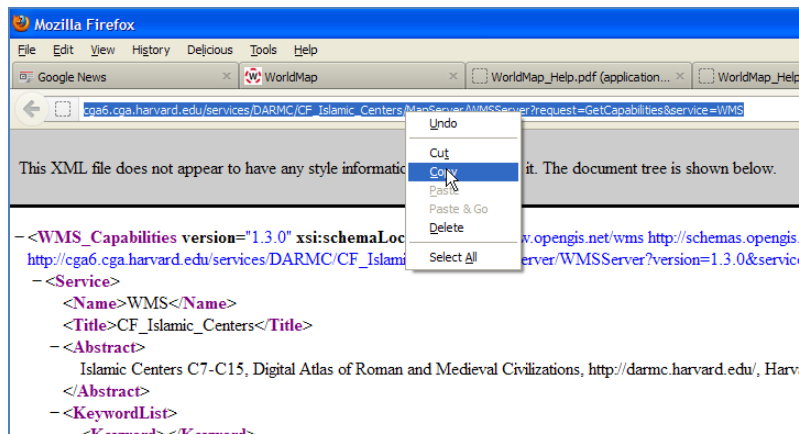 Mozilla Firefox
File Edit View History Delicious Tools Help
Google News × WorldMap × WorldMap_Help.pdf (application... × WorldMap_Help
cga6.cga.harvard.edu/services/DARMC/CF_Islamic_Centers/MapServer/WMSServer?request=GetCapabilities&service=WMS
Undo
Cut
This XML file does not appear to have any style informatio it. The document tree is shown below.
Copy
Paste
Paste & Go
Delete
Select All
−<WMS_Capabilities version="1.3.0" xsi:schemaLoc w.opengis.net/wms http://schemas.opengis.
http://cga6.cga.harvard.edu/services/DARMC/CF_Islami erver/WMSServer?version=1.3.0&servic
−<Service>
<Name>WMS</Name>
<Title>CF_Islamic_Centers</Title>
−<Abstract>
Islamic Centers C7-C15, Digital Atlas of Roman and Medieval Civilizations, http://darmc.harvard.edu/, Harv
</Abstract>
−<KeywordList>
<Keyword></Keyword>